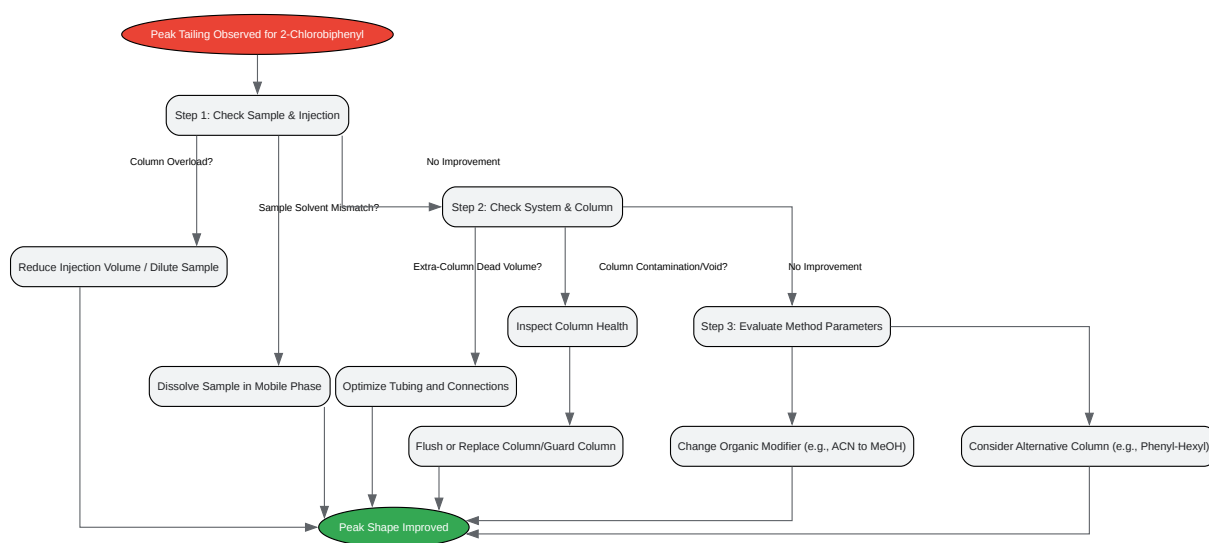 Peak Tailing Observed for 2-Chlorobiphenyl
Step 1: Check Sample & Injection
Column Overload?
No Improvement
Sample Solvent Mismatch?
Step 2: Check System & Column
Reduce Injection Volume / Dilute Sample
Extra-Column Dead Volume?
Column Contamination/Void?
No Improvement
Inspect Column Health
Step 3: Evaluate Method Parameters
Dissolve Sample in Mobile Phase
Optimize Tubing and Connections
Flush or Replace Column/Guard Column
Change Organic Modifier (e.g., ACN to MeOH)
Consider Alternative Column (e.g., Phenyl-Hexyl)
Peak Shape Improved